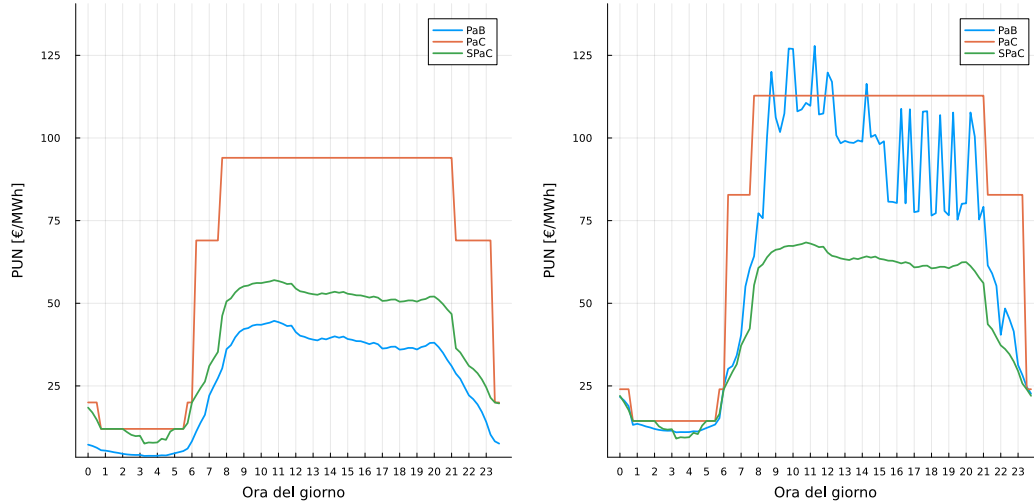 PaB
PaC
SPaC
125
100
75
50
25
PUN [€/MWh]
0 1 2 3 4 5 6 7 8 9 10 11 12 13 14 15 16 17 18 19 20 21 22 23
Ora del giorno
PaB
PaC
SPaC
125
100
75
50
25
PUN [€/MWh]
0 1 2 3 4 5 6 7 8 9 10 11 12 13 14 15 16 17 18 19 20 21 22 23
Ora del giorno